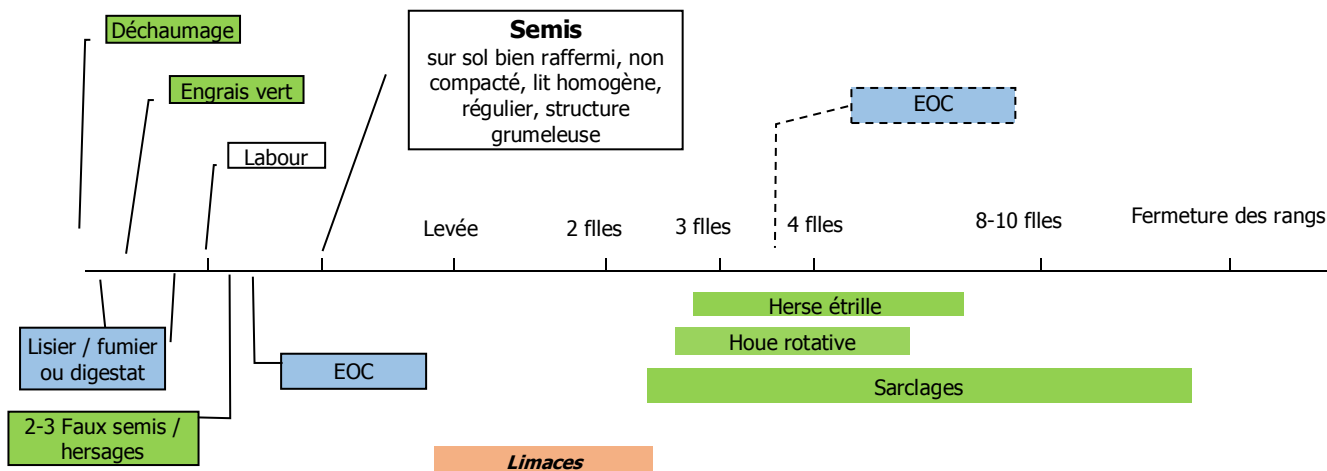 Déchaumage
Engrais vert
Labour
Semis
sur sol bien raffermi, non
compacté, lit homogène,
régulier, structure
grumeleuse
EOC
Levée
2 flles
3 flles
4 flles
8-10 flles
Fermeture des rangs
Herse étrille
Houe rotative
Sarclages
Lisier / fumier
ou digestat
EOC
2-3 Faux semis /
hersages
Limaces